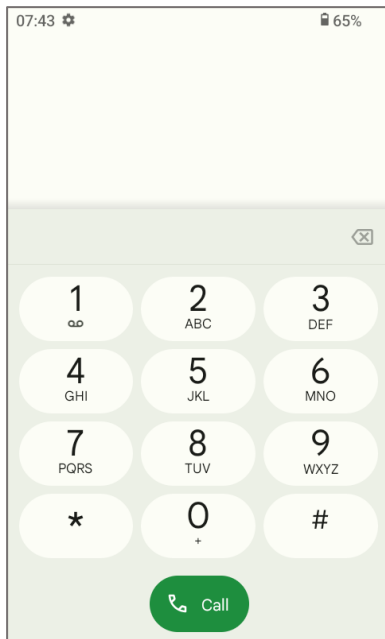 07:43 65%
1 2 3
ABC DEF
4 5 6
GHI JKL MNO
7 8 9
PQRS TUV WXYZ
* 0 #
+
Call